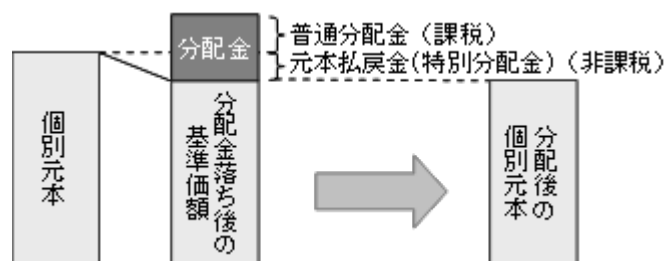 分配金
普通分配金（課税）
元本払戻金(特別分配金)（非課税）
個別元本
分配金落ち後の
基準価額
分配後の
個別元本